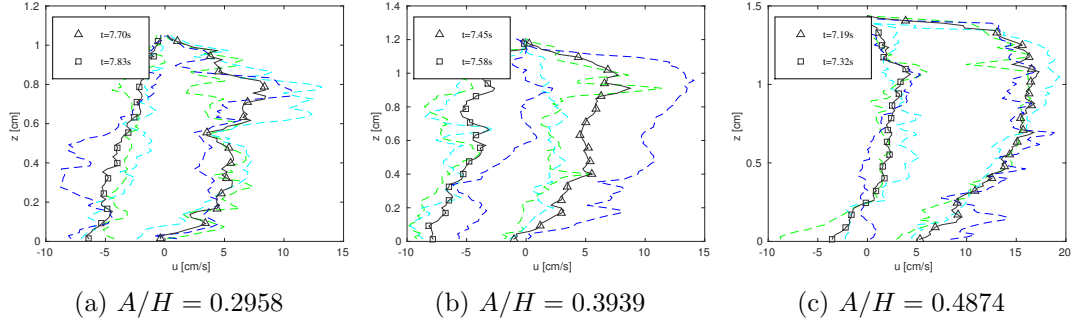 t=7.70s
t=7.83s
z [cm]
1.2
1
0.8
0.6
0.4
0.2
0
-10 -5 0 5 10 15
u [cm/s]
(a) A/H = 0.2958
t=7.45s
t=7.58s
z [cm]
1.4
1.2
1
0.8
0.6
0.4
0.2
0
-10 -5 0 5 10 15
u [cm/s]
(b) A/H = 0.3939
t=7.19s
t=7.32s
z [cm]
1.5
1
0.5
0
-10 -5 0 5 10 15 20
u [cm/s]
(c) A/H = 0.4874